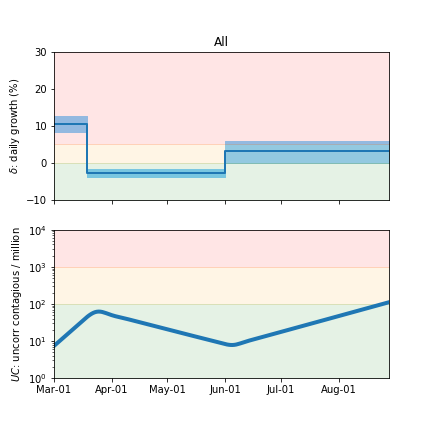 All
30
20
10
0
−10
δ: daily growth (%)
10⁴
10³
10²
10¹
10⁰
UC: uncorr contagious / million
Mar-01 Apr-01 May-01 Jun-01 Jul-01 Aug-01